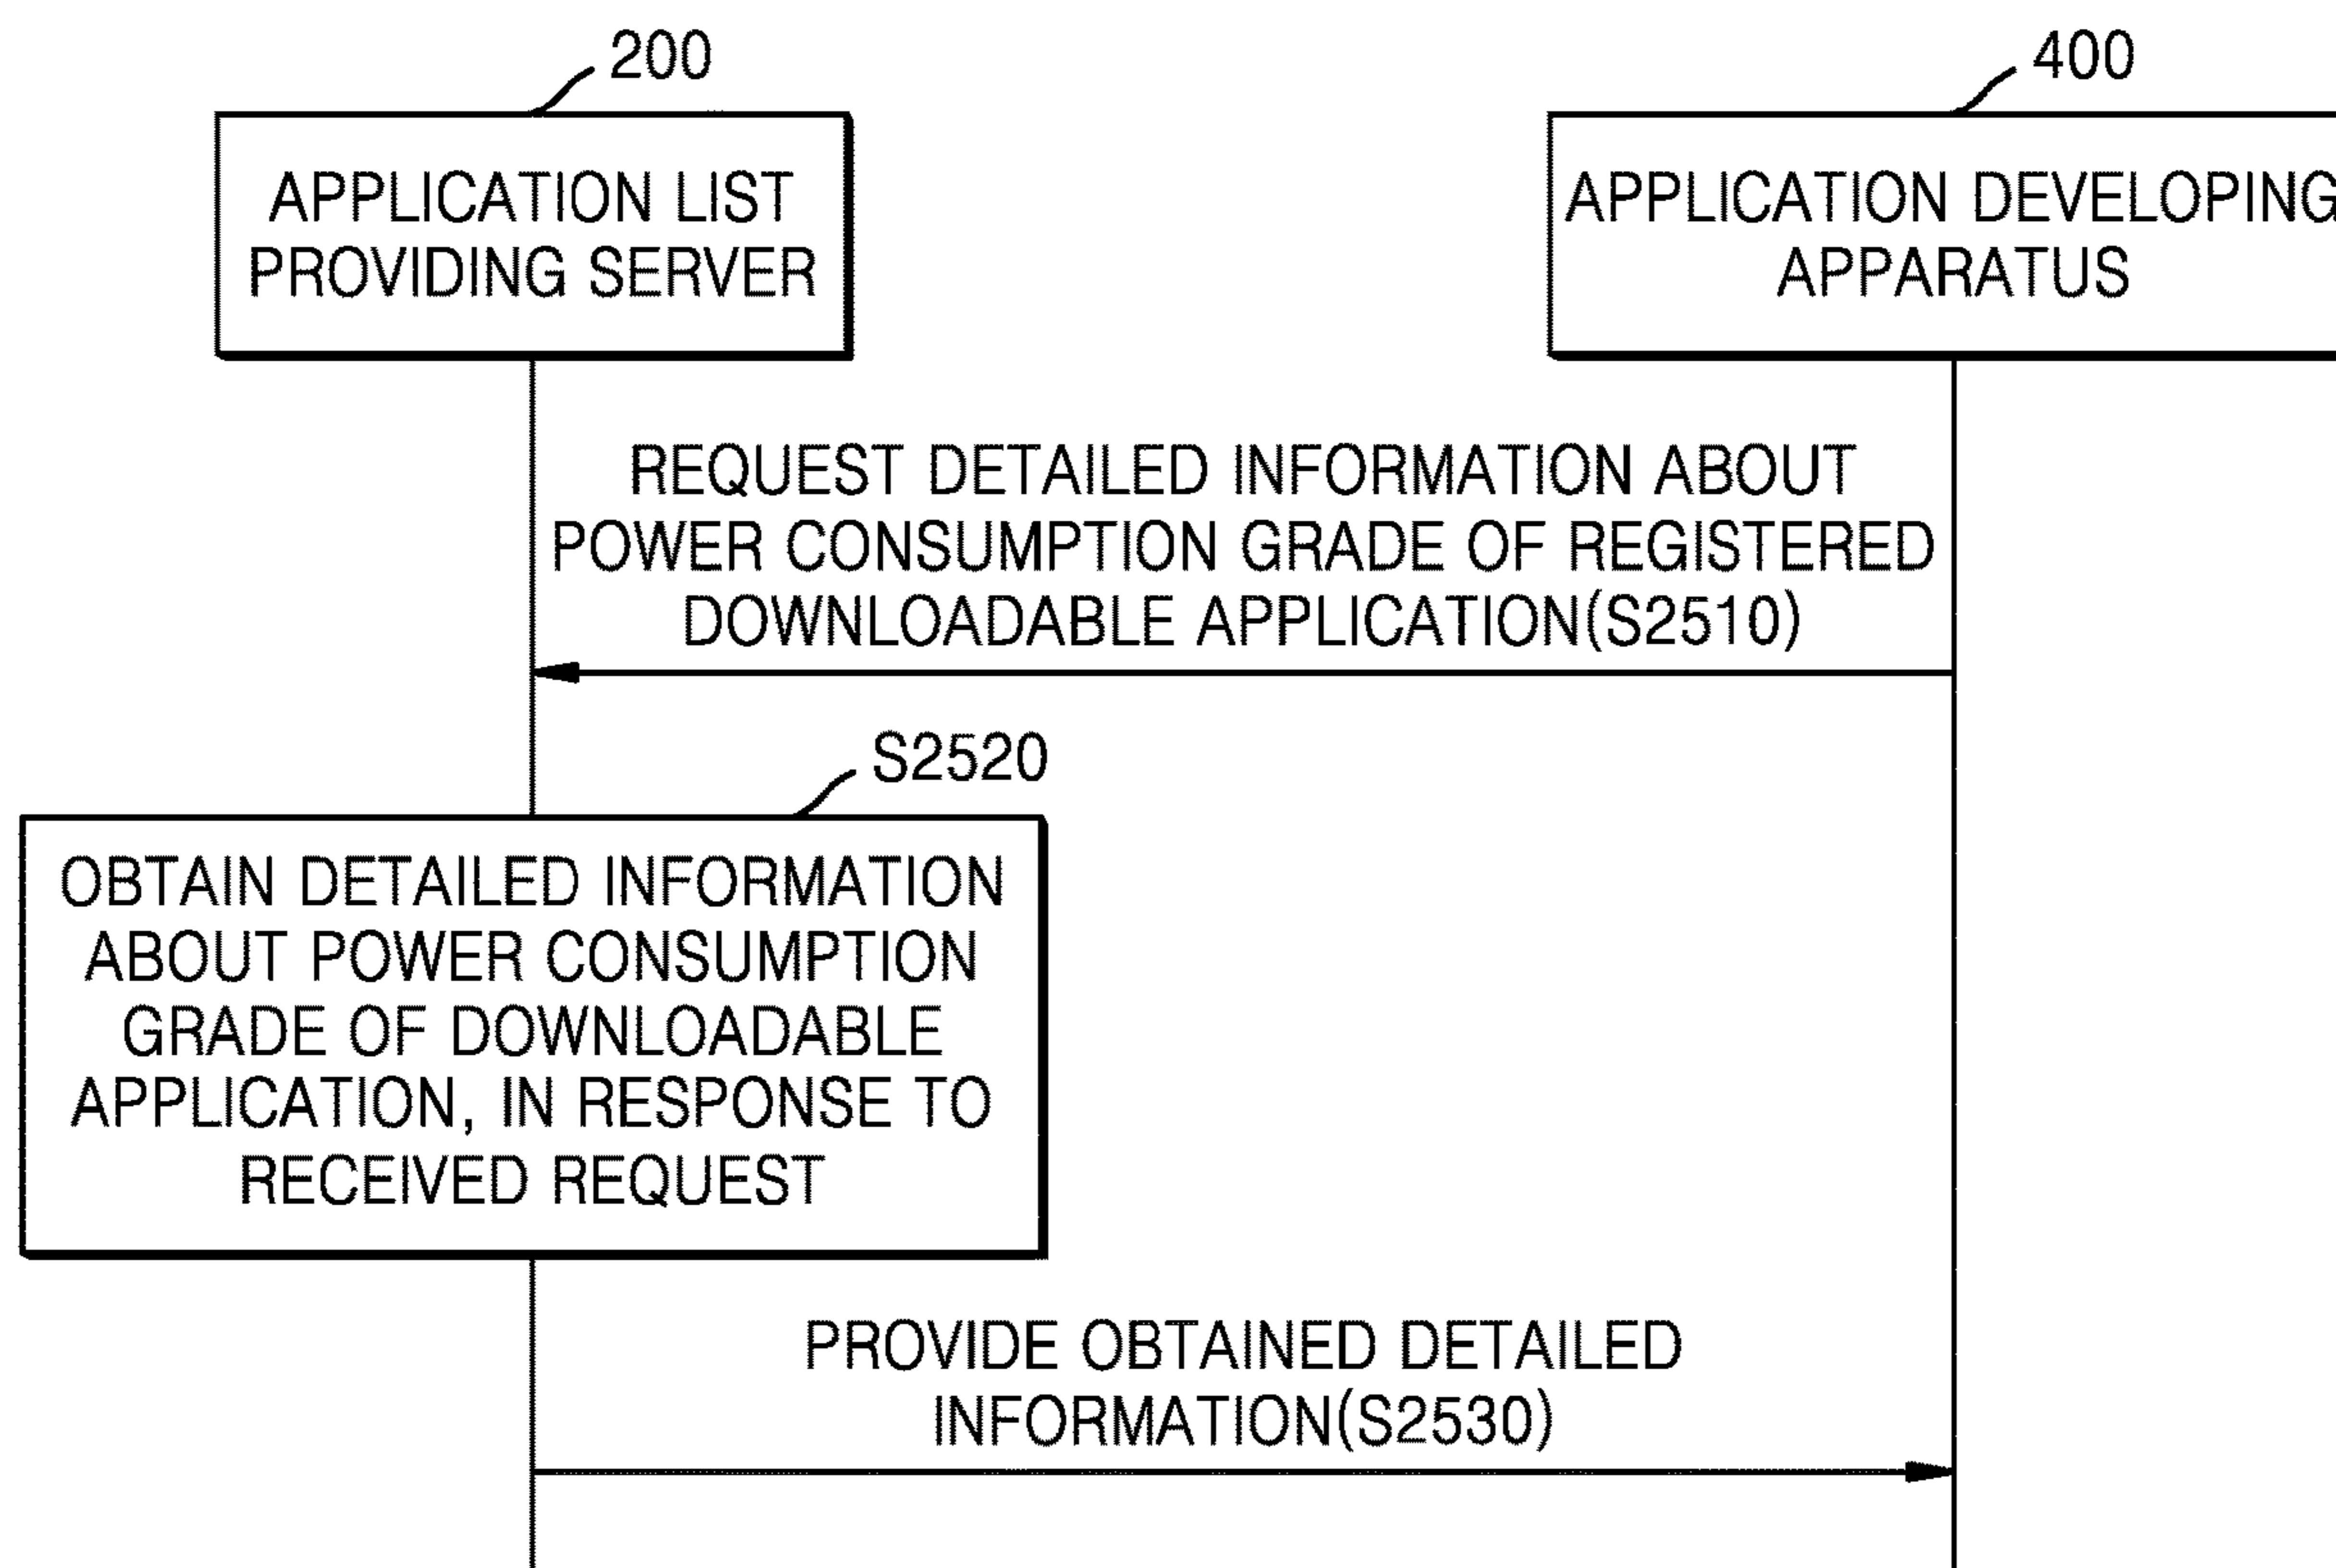 200
APPLICATION LIST
PROVIDING SERVER
400
APPLICATION DEVELOPING
APPARATUS
REQUEST DETAILED INFORMATION ABOUT
POWER CONSUMPTION GRADE OF REGISTERED
DOWNLOADABLE APPLICATION(S2510)
S2520
OBTAIN DETAILED INFORMATION
ABOUT POWER CONSUMPTION
GRADE OF DOWNLOADABLE
APPLICATION, IN RESPONSE TO
RECEIVED REQUEST
PROVIDE OBTAINED DETAILED
INFORMATION(S2530)